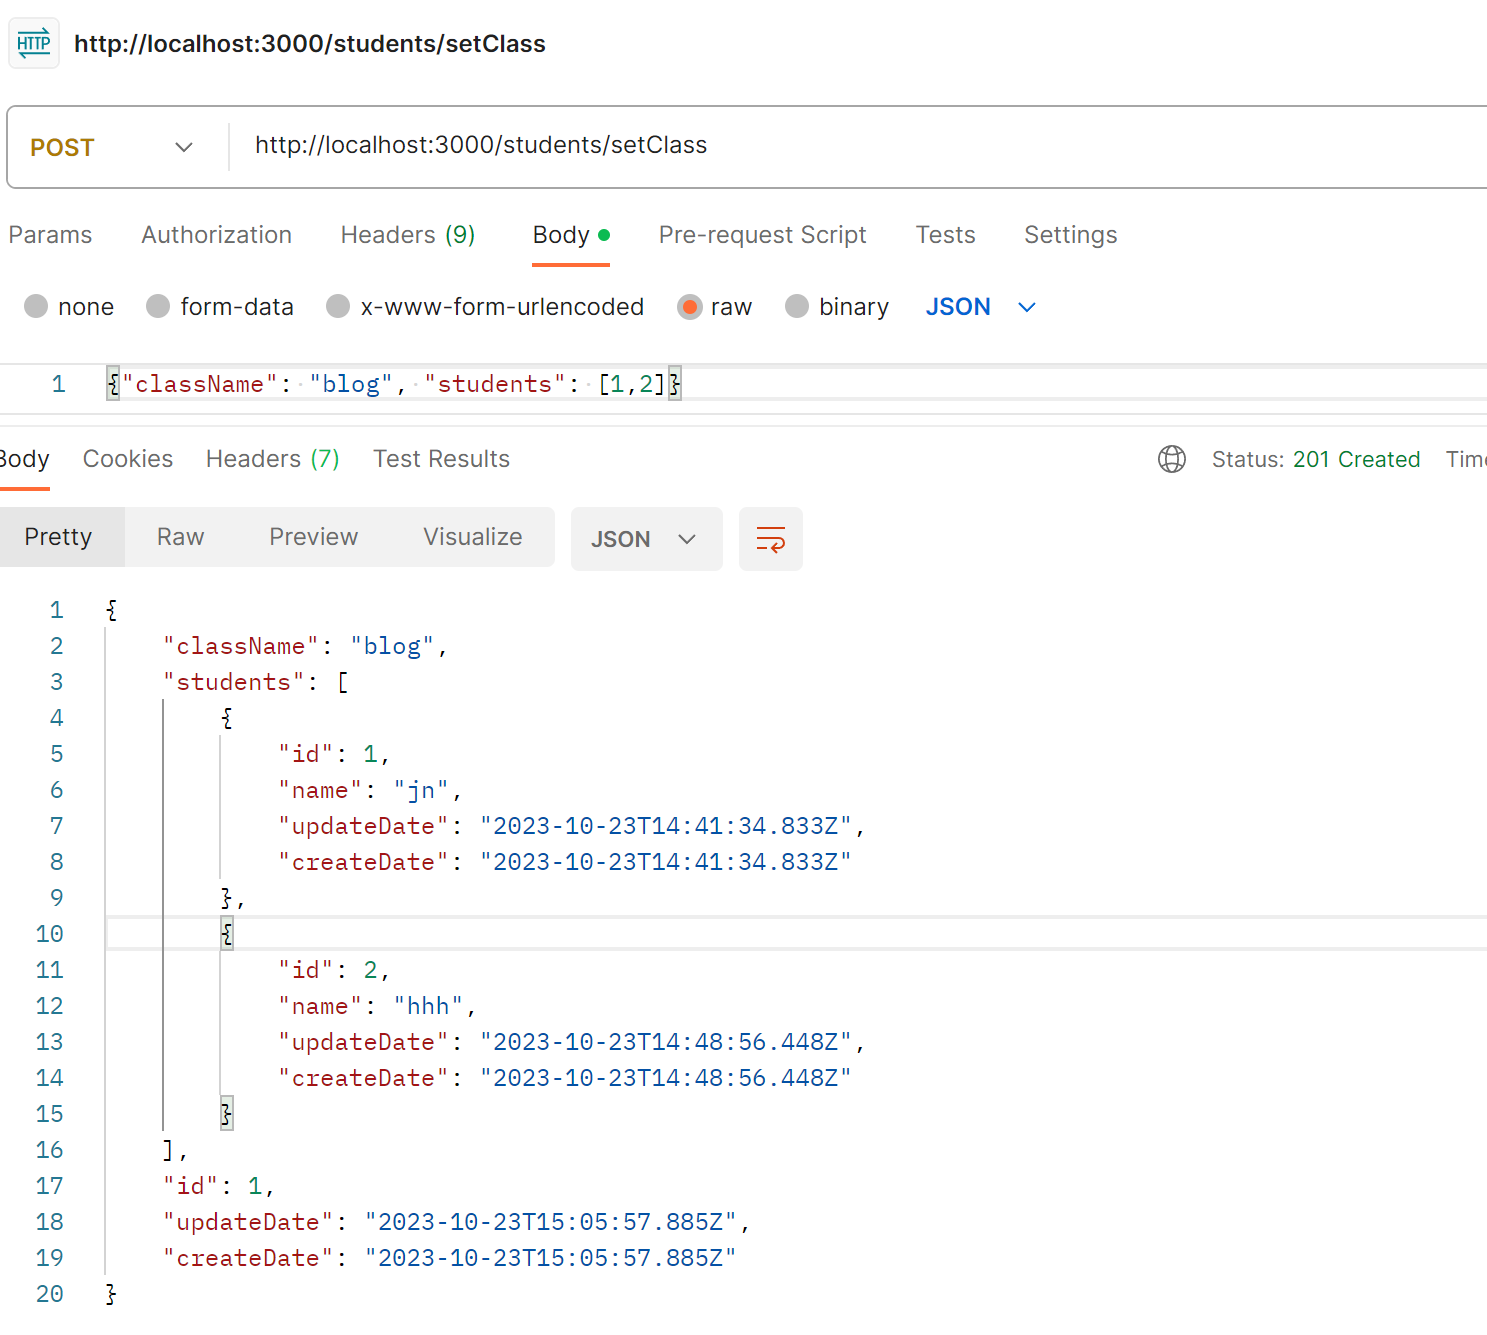 HTTP http://localhost:3000/students/setClass
POST http://localhost:3000/students/setClass
Params Authorization Headers (9) Body Pre-request Script Tests Settings
none form-data x-www-form-urlencoded raw binary JSON
1 {"className": "blog", "students": [1,2]}
Body Cookies Headers (7) Test Results Status: 201 Created Time
Pretty Raw Preview Visualize JSON
1 {
2 "className": "blog",
3 "students": [
4 {
5 "id": 1,
6 "name": "jn",
7 "updateDate": "2023-10-23T14:41:34.833Z",
8 "createDate": "2023-10-23T14:41:34.833Z"
9 },
10 {
11 "id": 2,
12 "name": "hhh",
13 "updateDate": "2023-10-23T14:48:56.448Z",
14 "createDate": "2023-10-23T14:48:56.448Z"
15 }
16 ],
17 "id": 1,
18 "updateDate": "2023-10-23T15:05:57.885Z",
19 "createDate": "2023-10-23T15:05:57.885Z"
20 }